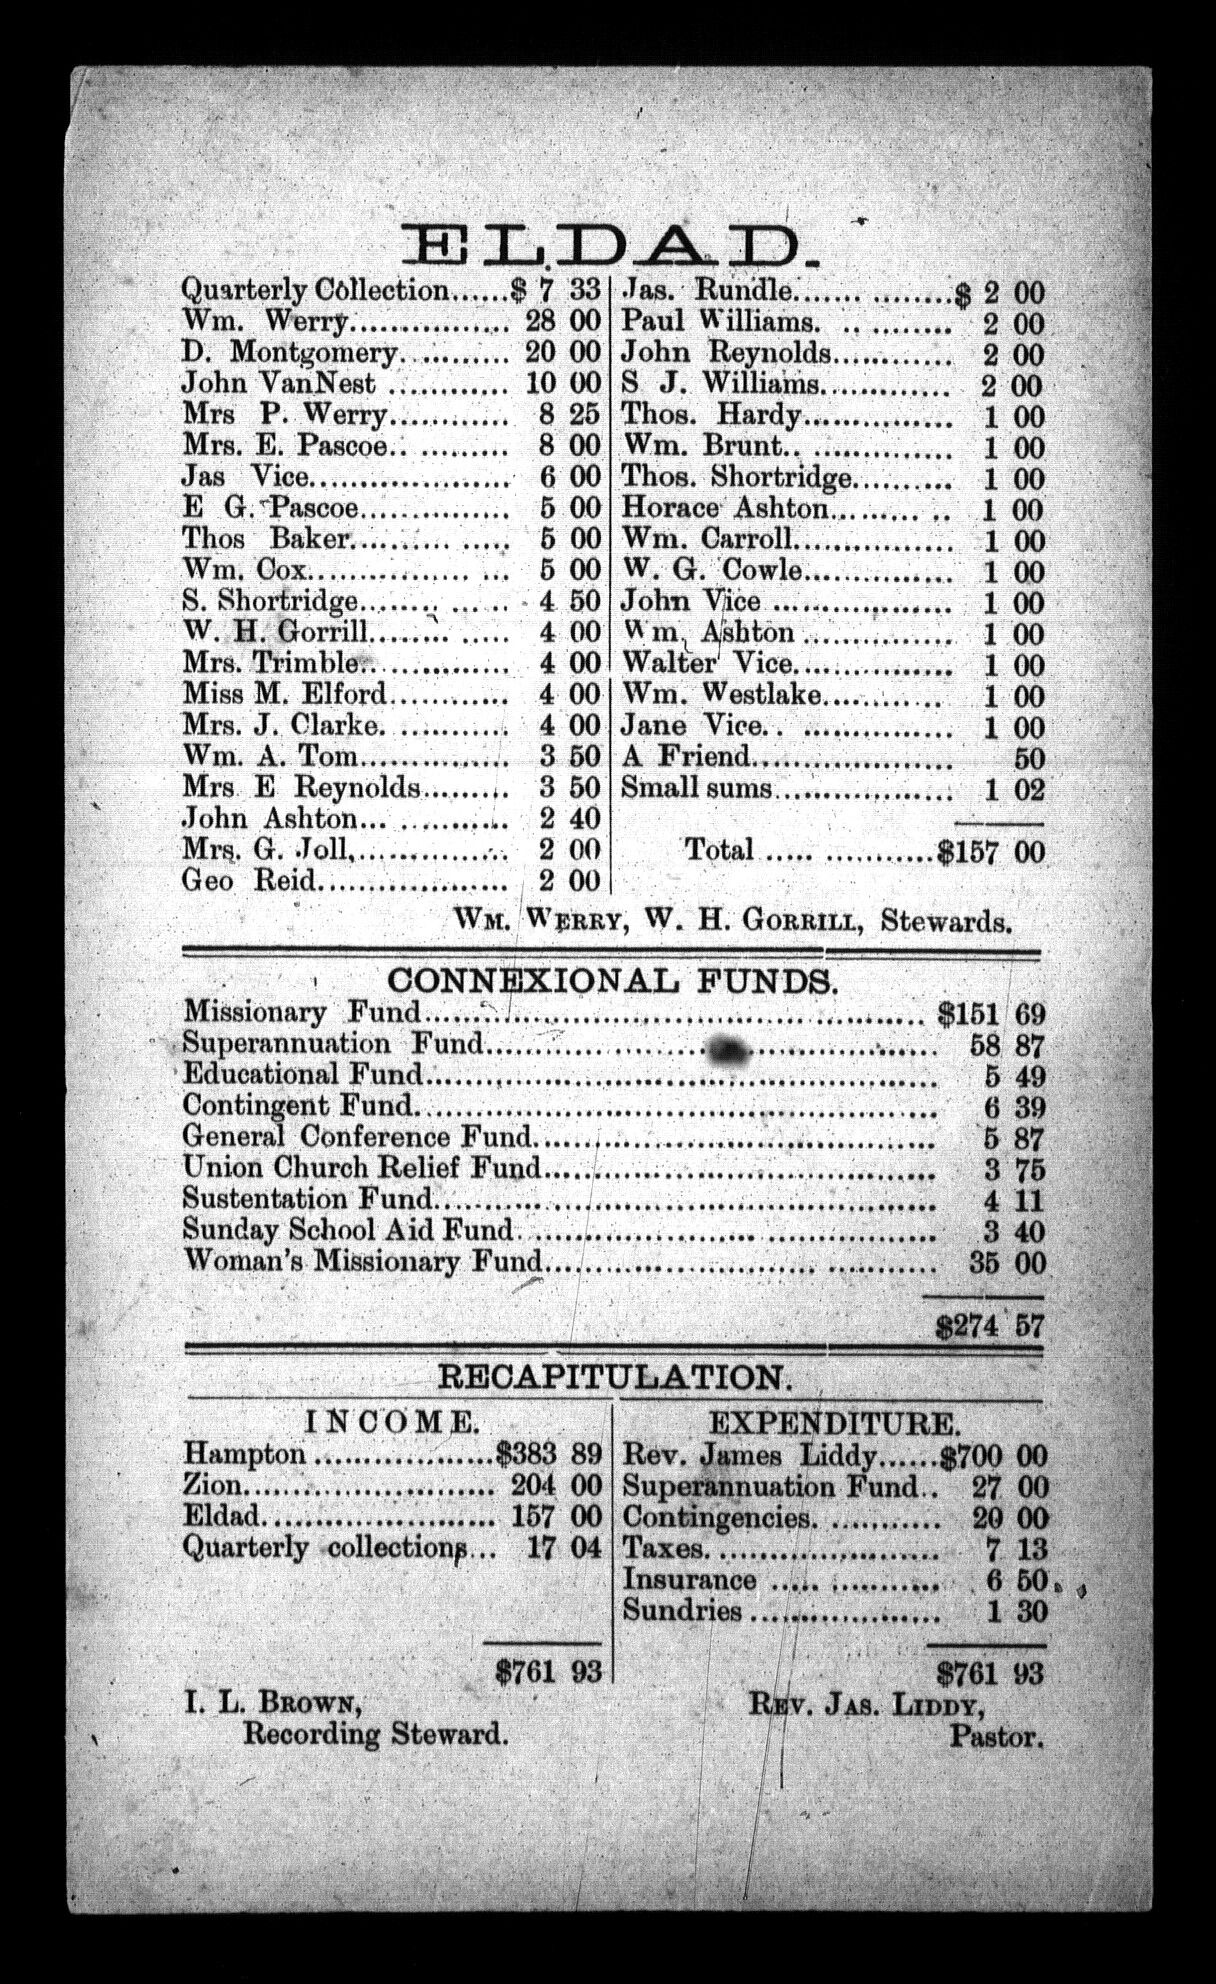 ELDAD.
Quarterly Collection......$ 7 33
Wm. Werry................ 28 00
D. Montgomery........... 20 00
John VanNest ............ 10 00
Mrs P. Werry............ 8 25
Mrs. E. Pascoe.. ......... 8 00
Jas Vice................... 6 00
E G. Pascoe............... 5 00
Thos Baker.......... ..... 5 00
Wm. Cox................ ... 5 00
S. Shortridge........ ... .. 4 50
W. H. Gorrill........ ..... 4 00
Mrs. Trimble.. ............ 4 00
Miss M. Elford............ 4 00
Mrs. J. Clarke. ........... 4 00
Wm. A. Tom............... 3 50
Mrs E Reynolds......... 3 50
John Ashton... ........... 2 40
Mrs. G. Joll,............... 2 00
Geo Reid................... 2 00
Jas. Rundle....... ........$ 2 00
Paul Williams. .. ........ 2 00
John Reynolds............ 2 00
S J. Williams............. 2 00
Thos. Hardy............... 1 00
Wm. Brunt.. .............. 1 00
Thos. Shortridge.......... 1 00
Horace Ashton......... .. 1 00
Wm. Carroll................ 1 00
W. G. Cowle............... 1 00
John Vice .................. 1 00
Wm. Ashton ............... 1 00
Walter Vice................ 1 00
Wm. Westlake............ 1 00
Jane Vice.. ............... 1 00
A Friend.................... 50
Small sums.................. 1 02
Total ..... ...........$157 00
WM. WERRY, W. H. GORRILL, Stewards.
CONNEXIONAL FUNDS.
Missionary Fund................................................ $151 69
Superannuation Fund............................................. 58 87
Educational Fund.................................................. 5 49
Contingent Fund................................................... 6 39
General Conference Fund........................................ 5 87
Union Church Relief Fund....................................... 3 75
Sustentation Fund................................................. 4 11
Sunday School Aid Fund......................................... 3 40
Woman's Missionary Fund....................................... 35 00
$274 57
RECAPITULATION.
INCOME.
Hampton ..................$383 89
Zion......................... 204 00
Eldad....................... 157 00
Quarterly collections... 17 04
$761 93
EXPENDITURE.
Rev. James Liddy......$700 00
Superannuation Fund.. 27 00
Contingencies. ........... 20 00
Taxes....................... 7 13
Insurance ..... ........... 6 50
Sundries ................... 1 30
$761 93
I. L. BROWN,
Recording Steward.
REV. JAS. LIDDY,
Pastor.